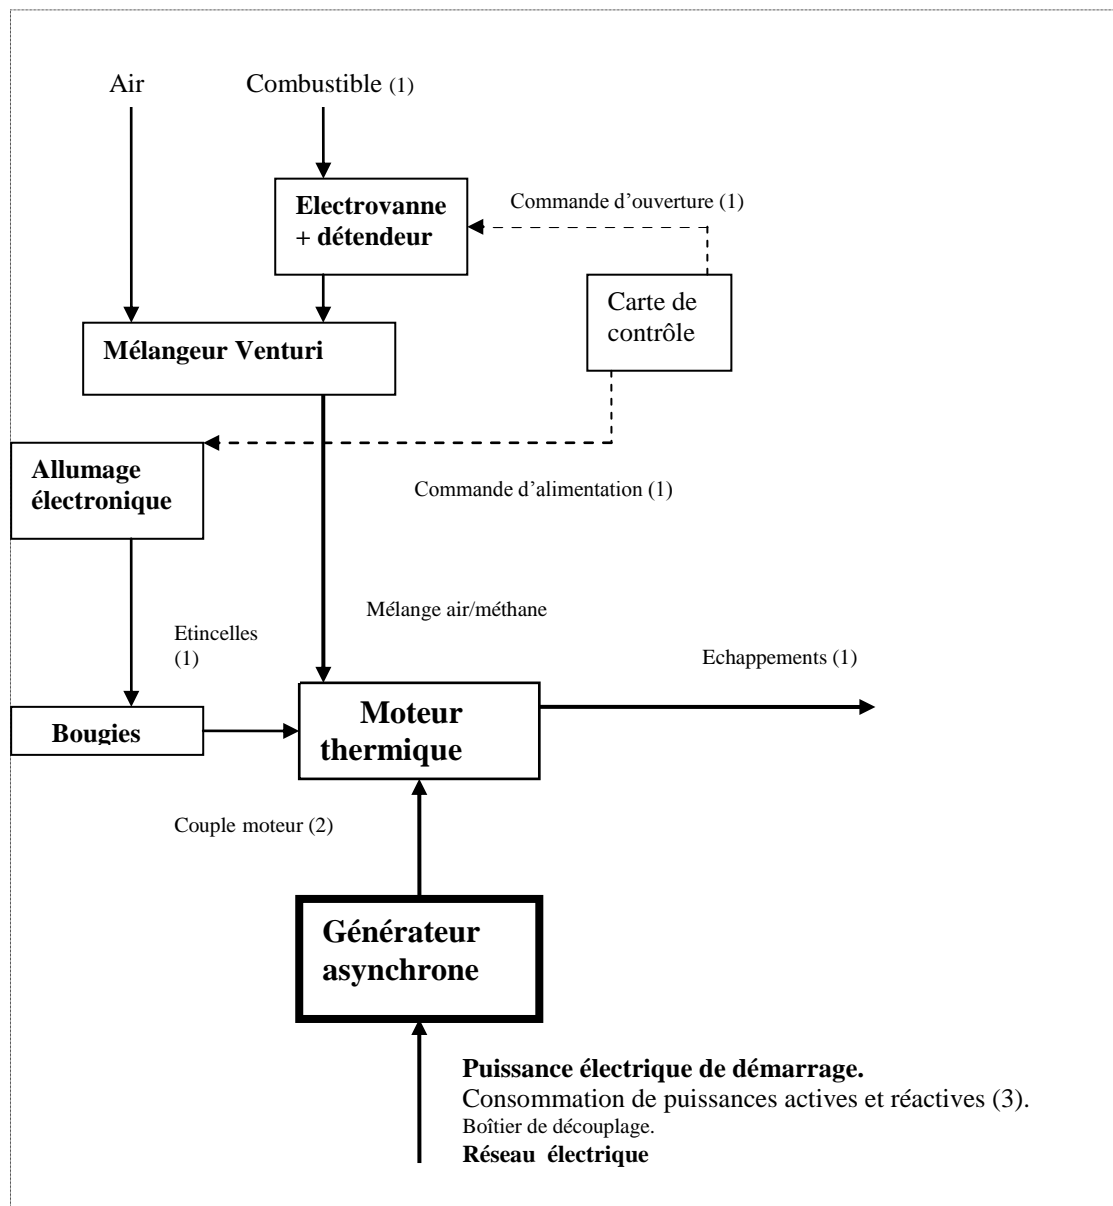 Air
Combustible (1)
Electrovanne
+ détendeur
Commande d'ouverture (1)
Carte de
contrôle
Mélangeur Venturi
Allumage
électronique
Commande d'alimentation (1)
Mélange air/méthane
Etincelles
(1)
Echappements (1)
Bougies
Moteur
thermique
Couple moteur (2)
Générateur
asynchrone
Puissance électrique de démarrage.
Consommation de puissances actives et réactives (3).
Boîtier de découplage.
Réseau électrique